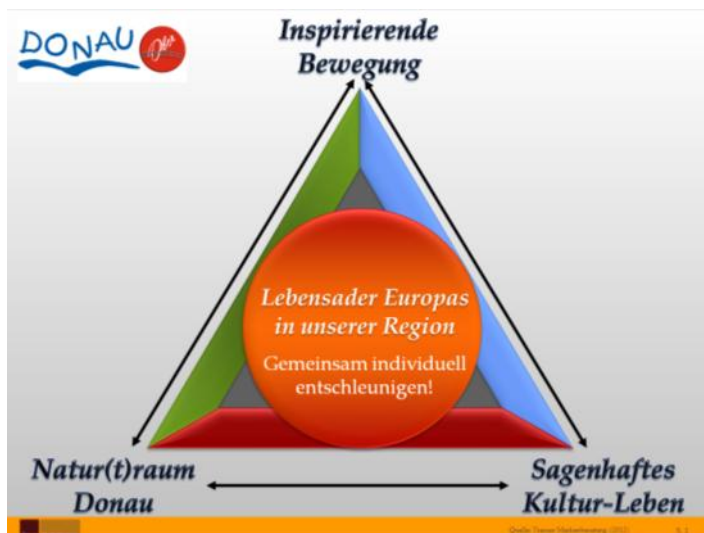 DONAU
Inspirierende
Bewegung
Lebensader Europas
in unserer Region
Gemeinsam individuell
entschleunigen!
Natur(t)raum
Donau
Sagenhaftes
Kultur-Leben